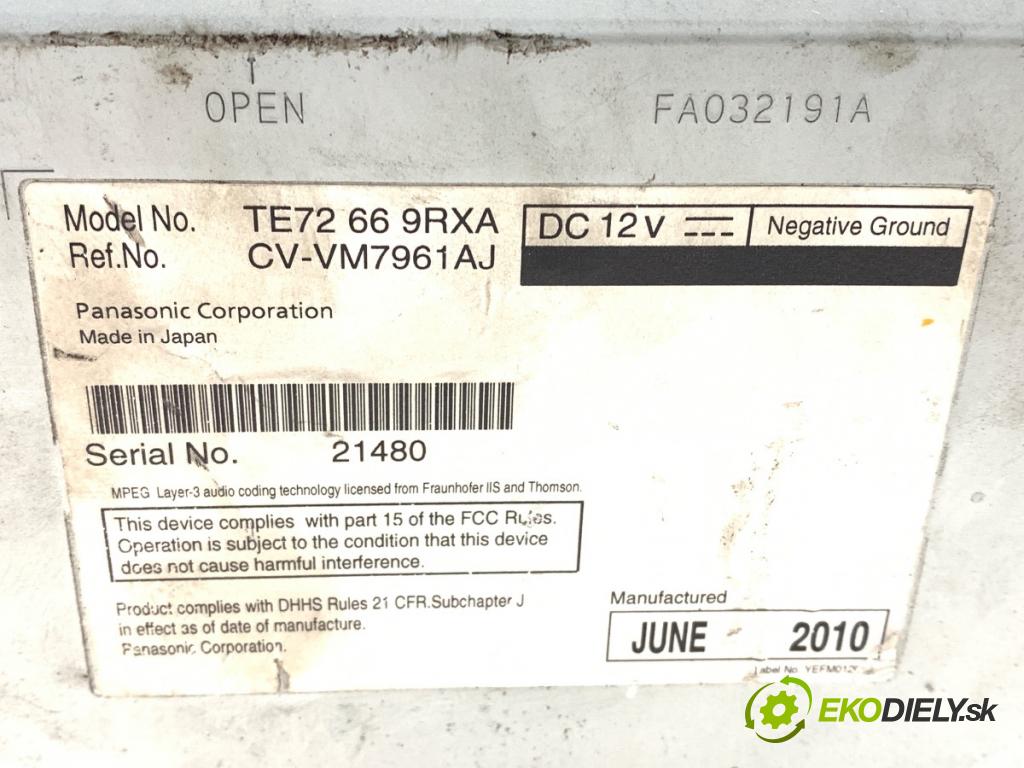 OPEN
FA032191A
Model No. TE72 66 9RXA
Ref.No. CV-VM7961AJ
DC 12V
Negative Ground
Panasonic Corporation
Made in Japan
Serial No. 21480
MPEG Layer-3 audio coding technology licensed from Fraunhofer IIS and Thomson.
This device complies with part 15 of the FCC Rules.
Operation is subject to the condition that this device
does not cause harmful interference.
Product complies with DHHS Rules 21 CFR.Subchapter J
in effect as of date of manufacture.
Panasonic Corporation.
Manufactured
JUNE 2010
Label No.
EKODIELY.sk